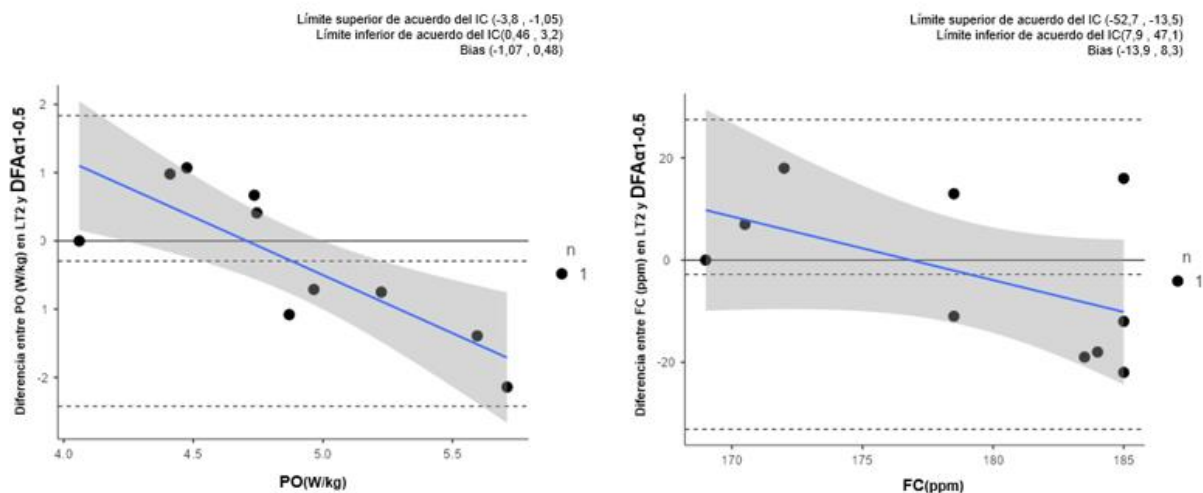 Límite superior de acuerdo del IC (-3,8 , -1,05)
Límite inferior de acuerdo del IC(0,46 , 3,2)
Bias (-1,07 , 0,48)
Diferencia entre PO (W/kg) en LT2 y DFAα1-0.5
2
1
0
1
-2
4.0
4.5
5.0
5.5
PO(W/kg)
n
1
Límite superior de acuerdo del IC (-52,7 , -13,5)
Límite inferior de acuerdo del IC(7,9 , 47,1)
Bias (-13,9 , 8,3)
Diferencia entre FC (ppm) en LT2 y DFAα1-0.5
20
0
-20
170
175
180
185
FC(ppm)
n
1